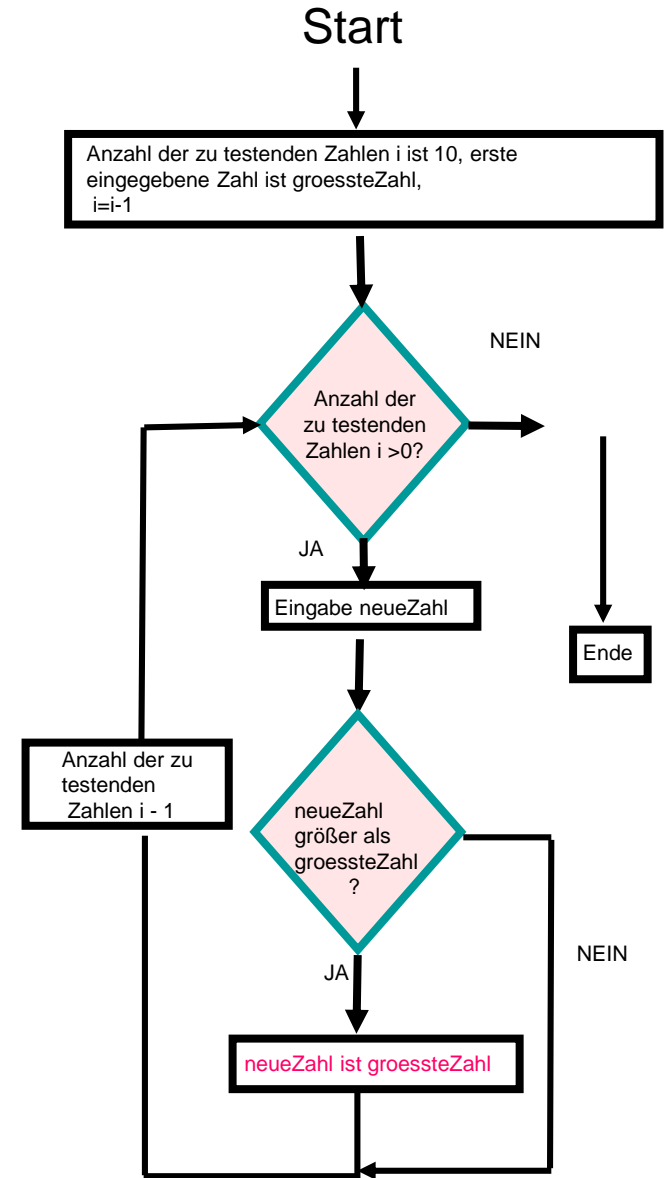 Start
Anzahl der zu testenden Zahlen i ist 10, erste
eingegebene Zahl ist groessteZahl,
i=i-1
NEIN
Anzahl der
zu testenden
Zahlen i >0?
JA
Eingabe neueZahl
Ende
Anzahl der zu
testenden
Zahlen i - 1
neueZahl
größer als
groessteZahl
?
NEIN
JA
neueZahl ist groessteZahl